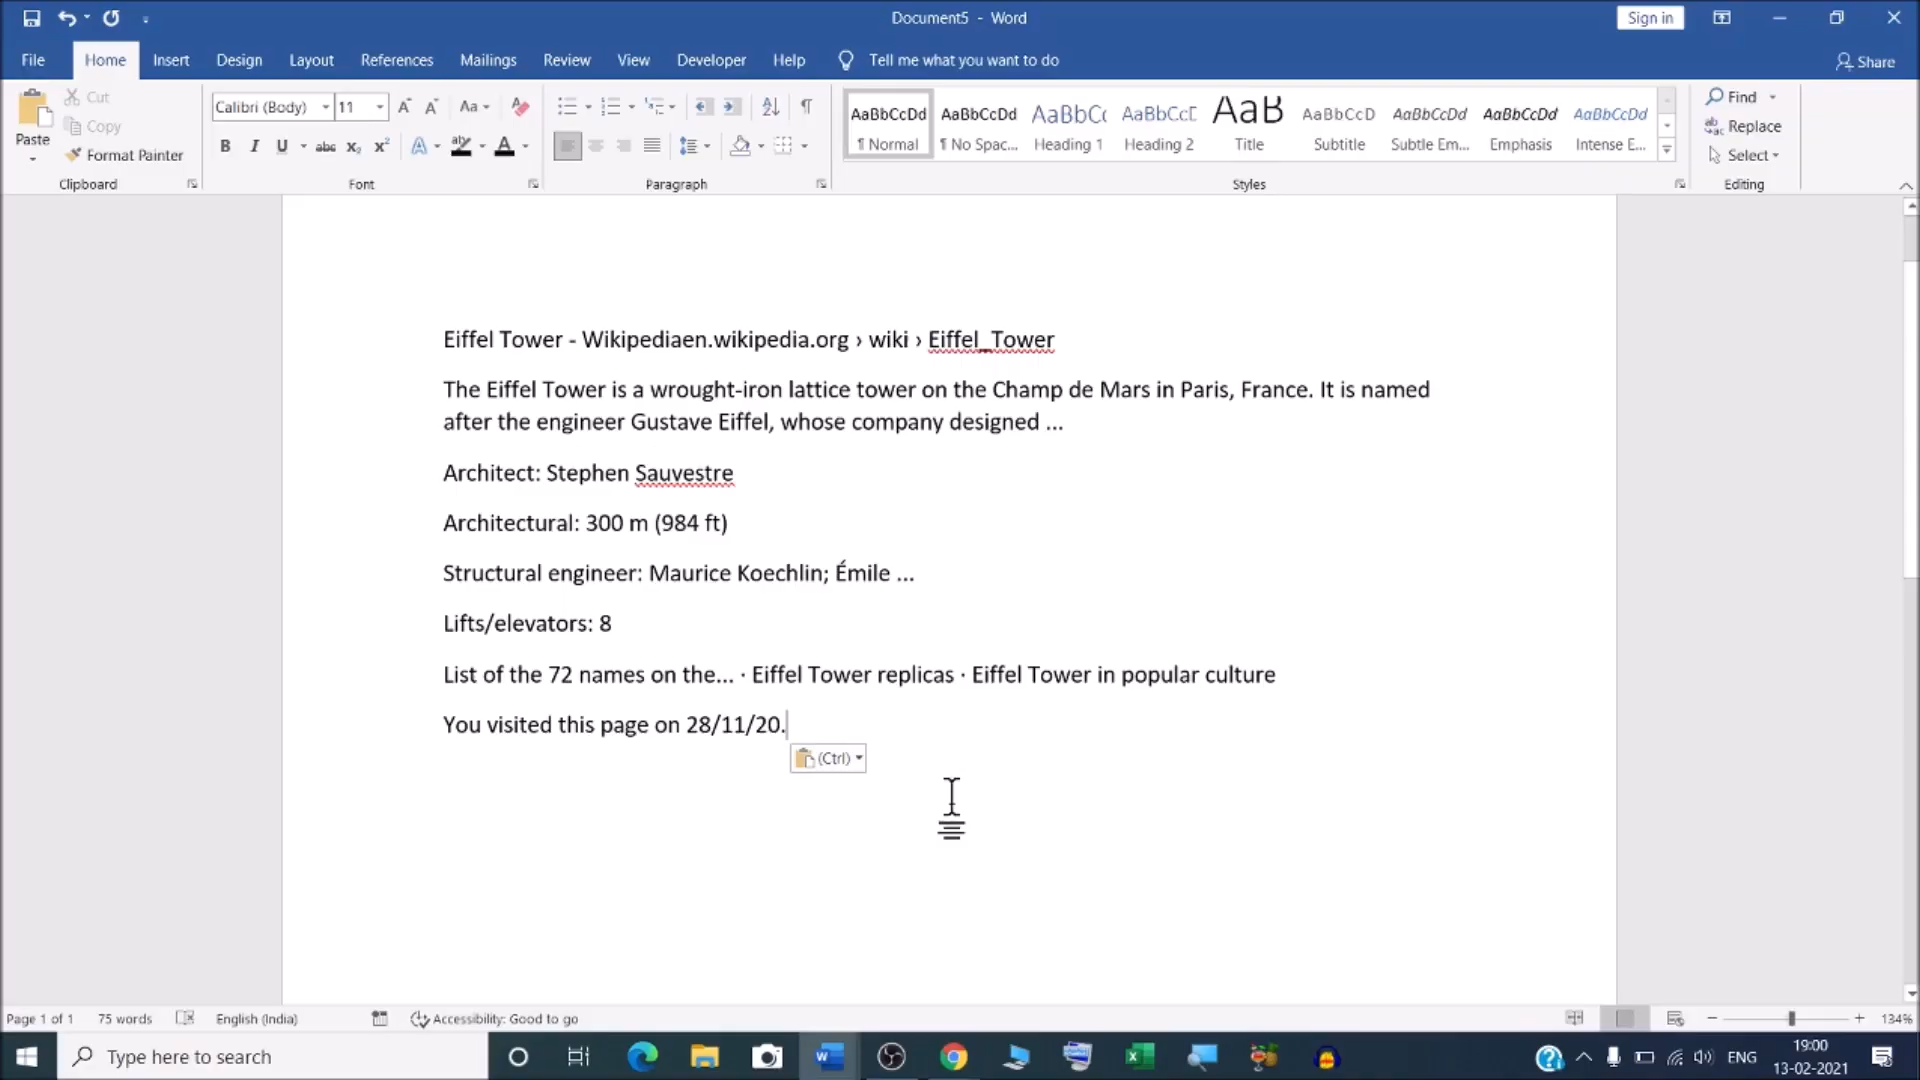 Document5 - Word
Sign in
File Home Insert Design Layout References Mailings Review View Developer Help Tell me what you want to do Share
Paste
Cut
Copy
Format Painter
Clipboard
Calibri (Body) 11
Aa
B I U abc x₂ x² A aby A
Font
Paragraph
AaBbCcDd AaBbCcDd AaBbCc AaBbCcD AaB AaBbCcD AaBbCcDd AaBbCcDd AaBbCcDd
¶ Normal ¶ No Spac... Heading 1 Heading 2 Title Subtitle Subtle Em... Emphasis Intense E...
Styles
Find
Replace
Select
Editing
Eiffel Tower - Wikipediaen.wikipedia.org › wiki › Eiffel_Tower
The Eiffel Tower is a wrought-iron lattice tower on the Champ de Mars in Paris, France. It is named
after the engineer Gustave Eiffel, whose company designed ...
Architect: Stephen Sauvestre
Architectural: 300 m (984 ft)
Structural engineer: Maurice Koechlin; Émile ...
Lifts/elevators: 8
List of the 72 names on the... · Eiffel Tower replicas · Eiffel Tower in popular culture
You visited this page on 28/11/20.
(Ctrl)
Page 1 of 1 75 words English (India) Accessibility: Good to go 134%
Type here to search
ENG
19:00
13-02-2021